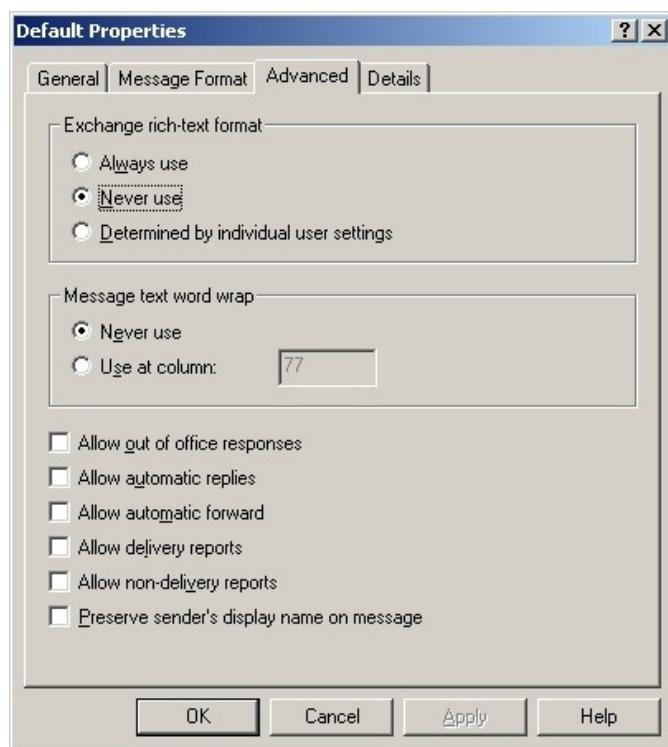 Default Properties
General Message Format Advanced Details
Exchange rich-text format
Always use
Never use
Determined by individual user settings
Message text word wrap
Never use
Use at column: 77
Allow out of office responses
Allow automatic replies
Allow automatic forward
Allow delivery reports
Allow non-delivery reports
Preserve sender's display name on message
OK Cancel Apply Help